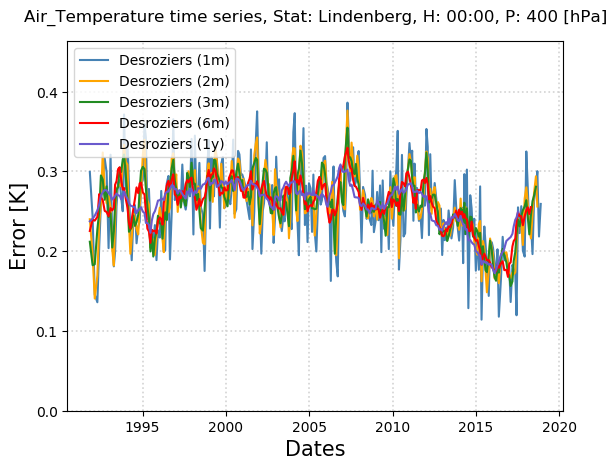 Air_Temperature time series, Stat: Lindenberg, H: 00:00, P: 400 [hPa]
Desroziers (1m)
Desroziers (2m)
Desroziers (3m)
Desroziers (6m)
Desroziers (1y)
Error [K]
0.4
0.3
0.2
0.1
0.0
1995 2000 2005 2010 2015 2020
Dates